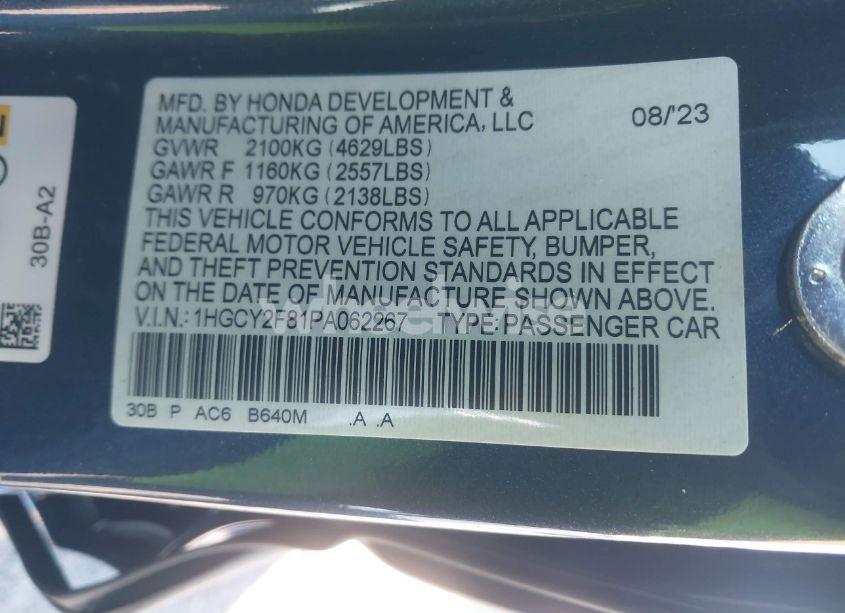 MFD. BY HONDA DEVELOPMENT &
MANUFACTURING OF AMERICA, LLC 08/'23
GVWR 2100KG (4629LBS)
GAWR F 1160KG (2557LBS)
GAWR R 970KG (2138LBS)
THIS VEHICLE CONFORMS TO ALL APPLICABLE
FEDERAL MOTOR VEHICLE SAFETY, BUMPER,
AND THEFT PREVENTION STANDARDS IN EFFECT
ON THE DATE OF MANUFACTURE SHOWN ABOVE.
V.I.N.: 1HGCY2F81PA062267 TYPE: PASSENGER CAR
30B P AC6 B640M .A .A
30B-A2